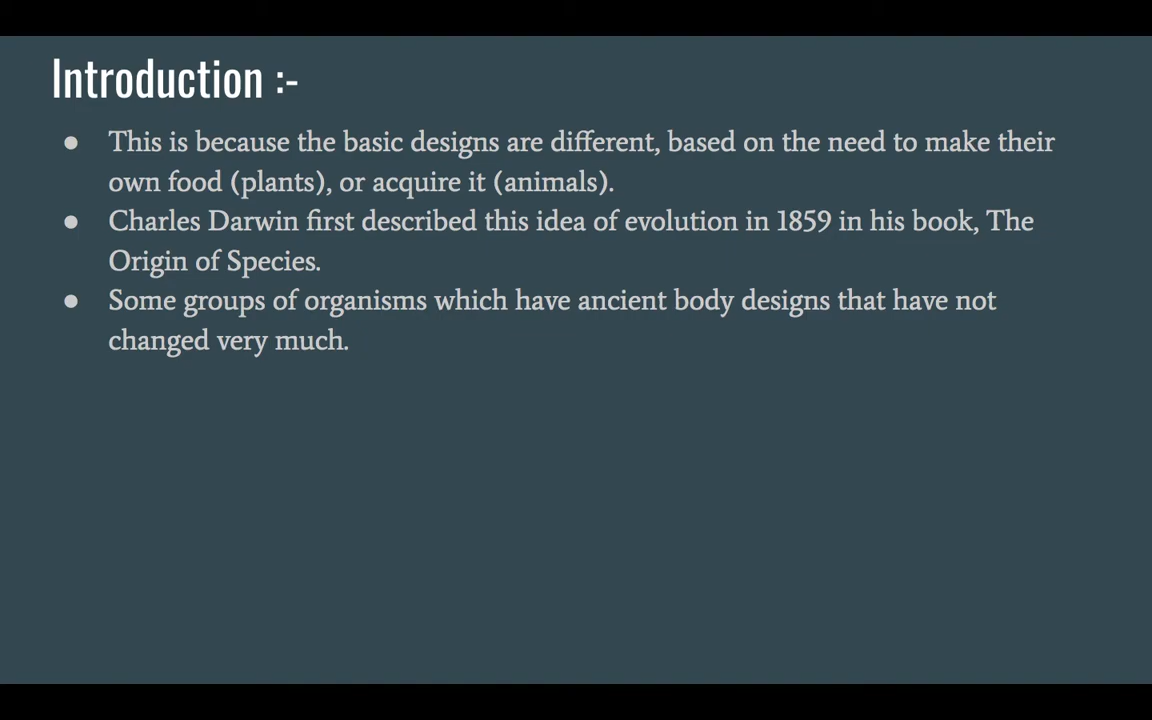 Introduction :-
● This is because the basic designs are different, based on the need to make their
own food (plants), or acquire it (animals).
● Charles Darwin first described this idea of evolution in 1859 in his book, The
Origin of Species.
● Some groups of organisms which have ancient body designs that have not
changed very much.